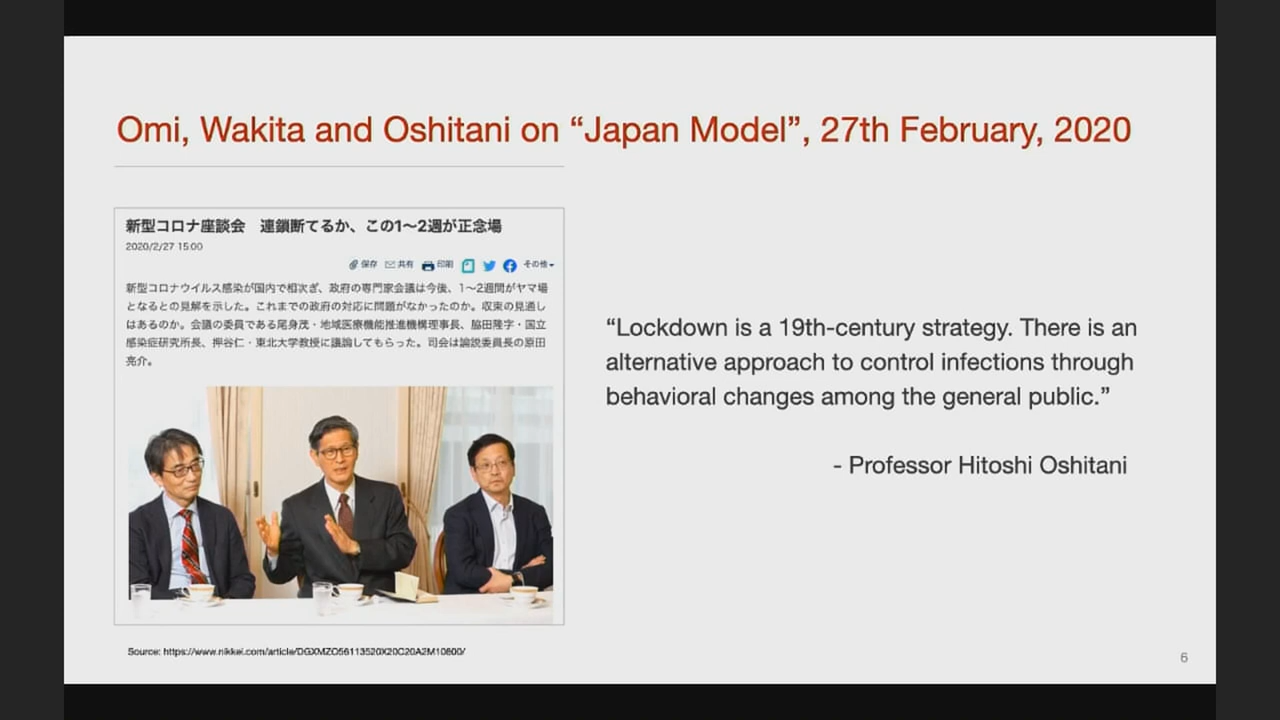 Omi, Wakita and Oshitani on “Japan Model”, 27th February, 2020
新型コロナ座談会　連鎖断てるか、この1〜2週が正念場
2020/2/27 15:00
保存 共有 印刷 その他
新型コロナウイルス感染が国内で相次ぎ、政府の専門家会議は今後、1〜2週間がヤマ場
となるとの見解を示した。これまでの政府の対応に問題がなかったのか。収束の見通し
はあるのか。会議の委員である尾身茂・地域医療機能推進機構理事長、脇田隆字・国立
感染症研究所長、押谷仁・東北大学教授に議論してもらった。司会は論説委員長の原田
亮介。
“Lockdown is a 19th-century strategy. There is an
alternative approach to control infections through
behavioral changes among the general public.”
- Professor Hitoshi Oshitani
Source: https://www.nikkei.com/article/DGXMZO56113520X20C20A2M10800/
6